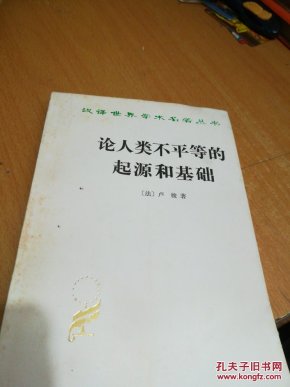 汉译世界学术名著丛书
论人类不平等的
起源和基础
〔法〕卢 梭 著
孔夫子旧书网